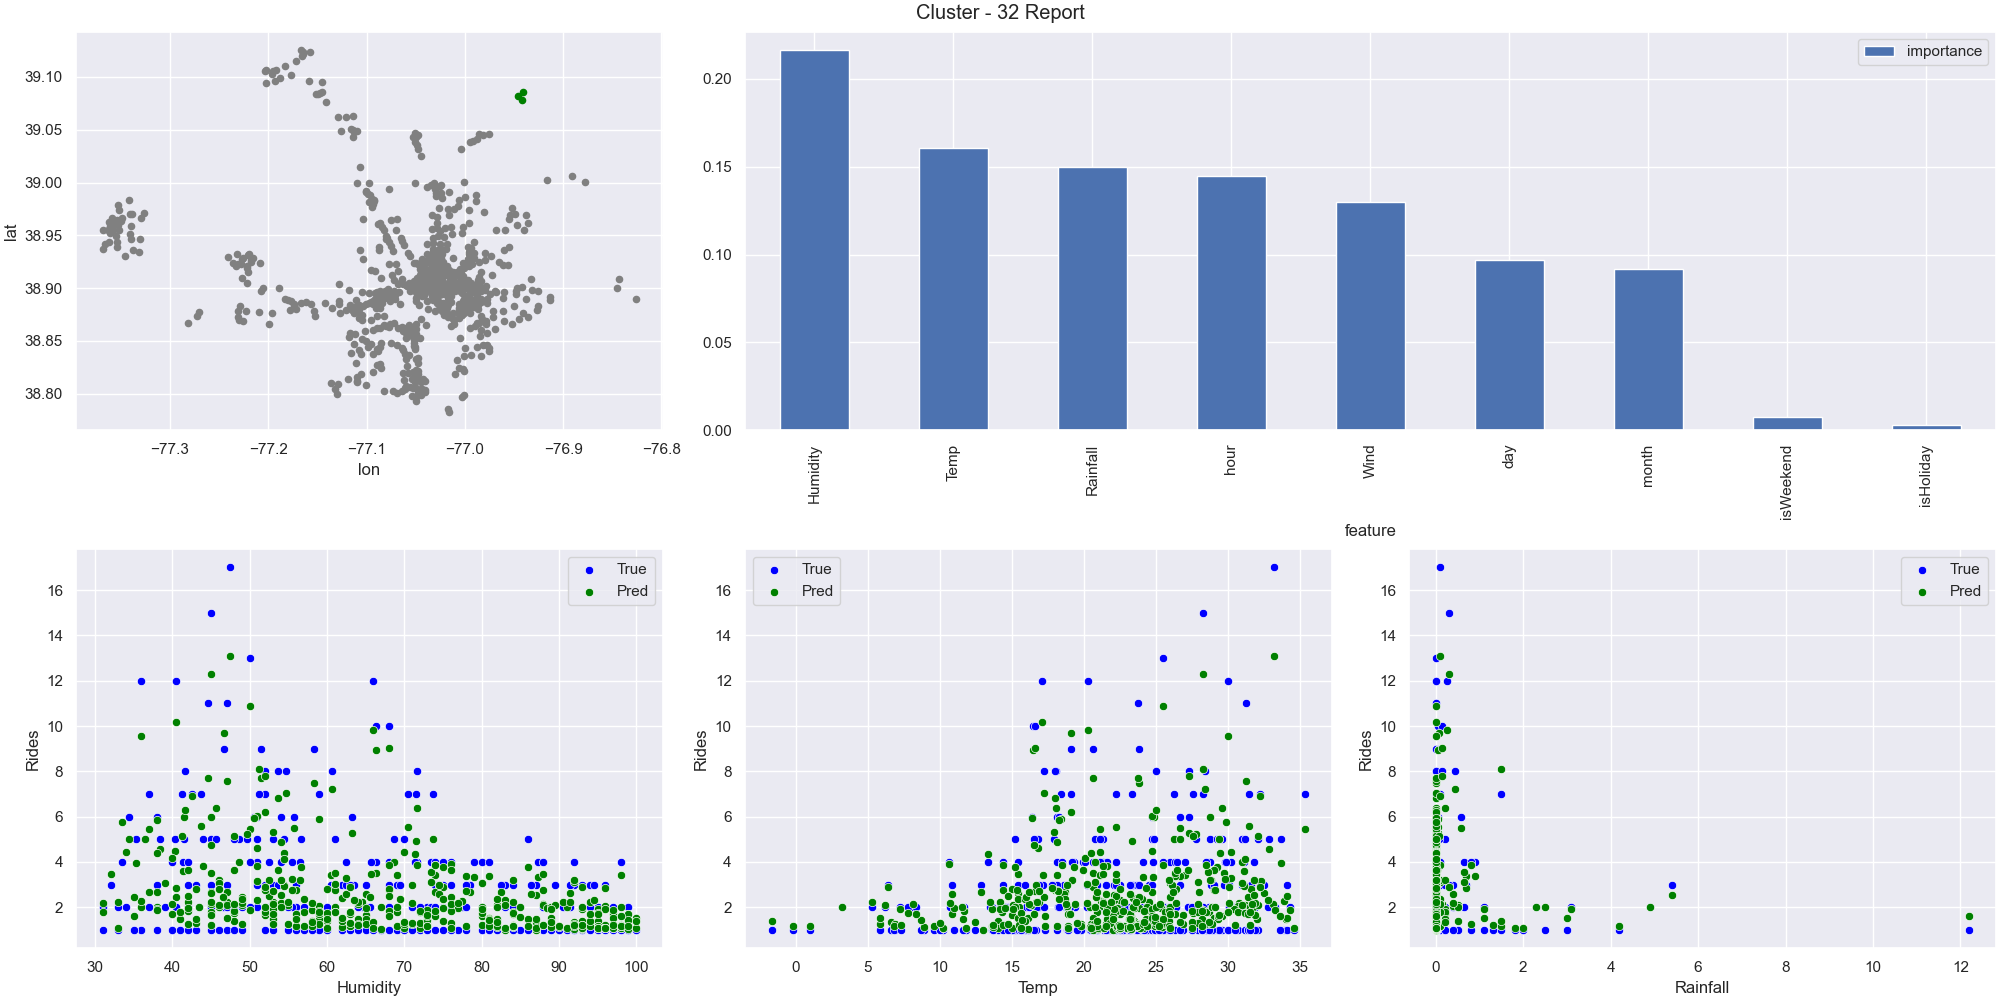 Cluster - 32 Report
39.10
39.05
39.00
38.95
38.90
38.85
38.80
lat
−77.3 −77.2 −77.1 −77.0 −76.9 −76.8
lon
importance
0.20
0.15
0.10
0.05
0.00
Humidity Temp Rainfall hour Wind day month isWeekend isHoliday
feature
True
Pred
16
14
12
10
8
6
4
2
Rides
30 40 50 60 70 80 90 100
Humidity
True
Pred
16
14
12
10
8
6
4
2
Rides
0 5 10 15 20 25 30 35
Temp
True
Pred
16
14
12
10
8
6
4
2
Rides
0 2 4 6 8 10 12
Rainfall